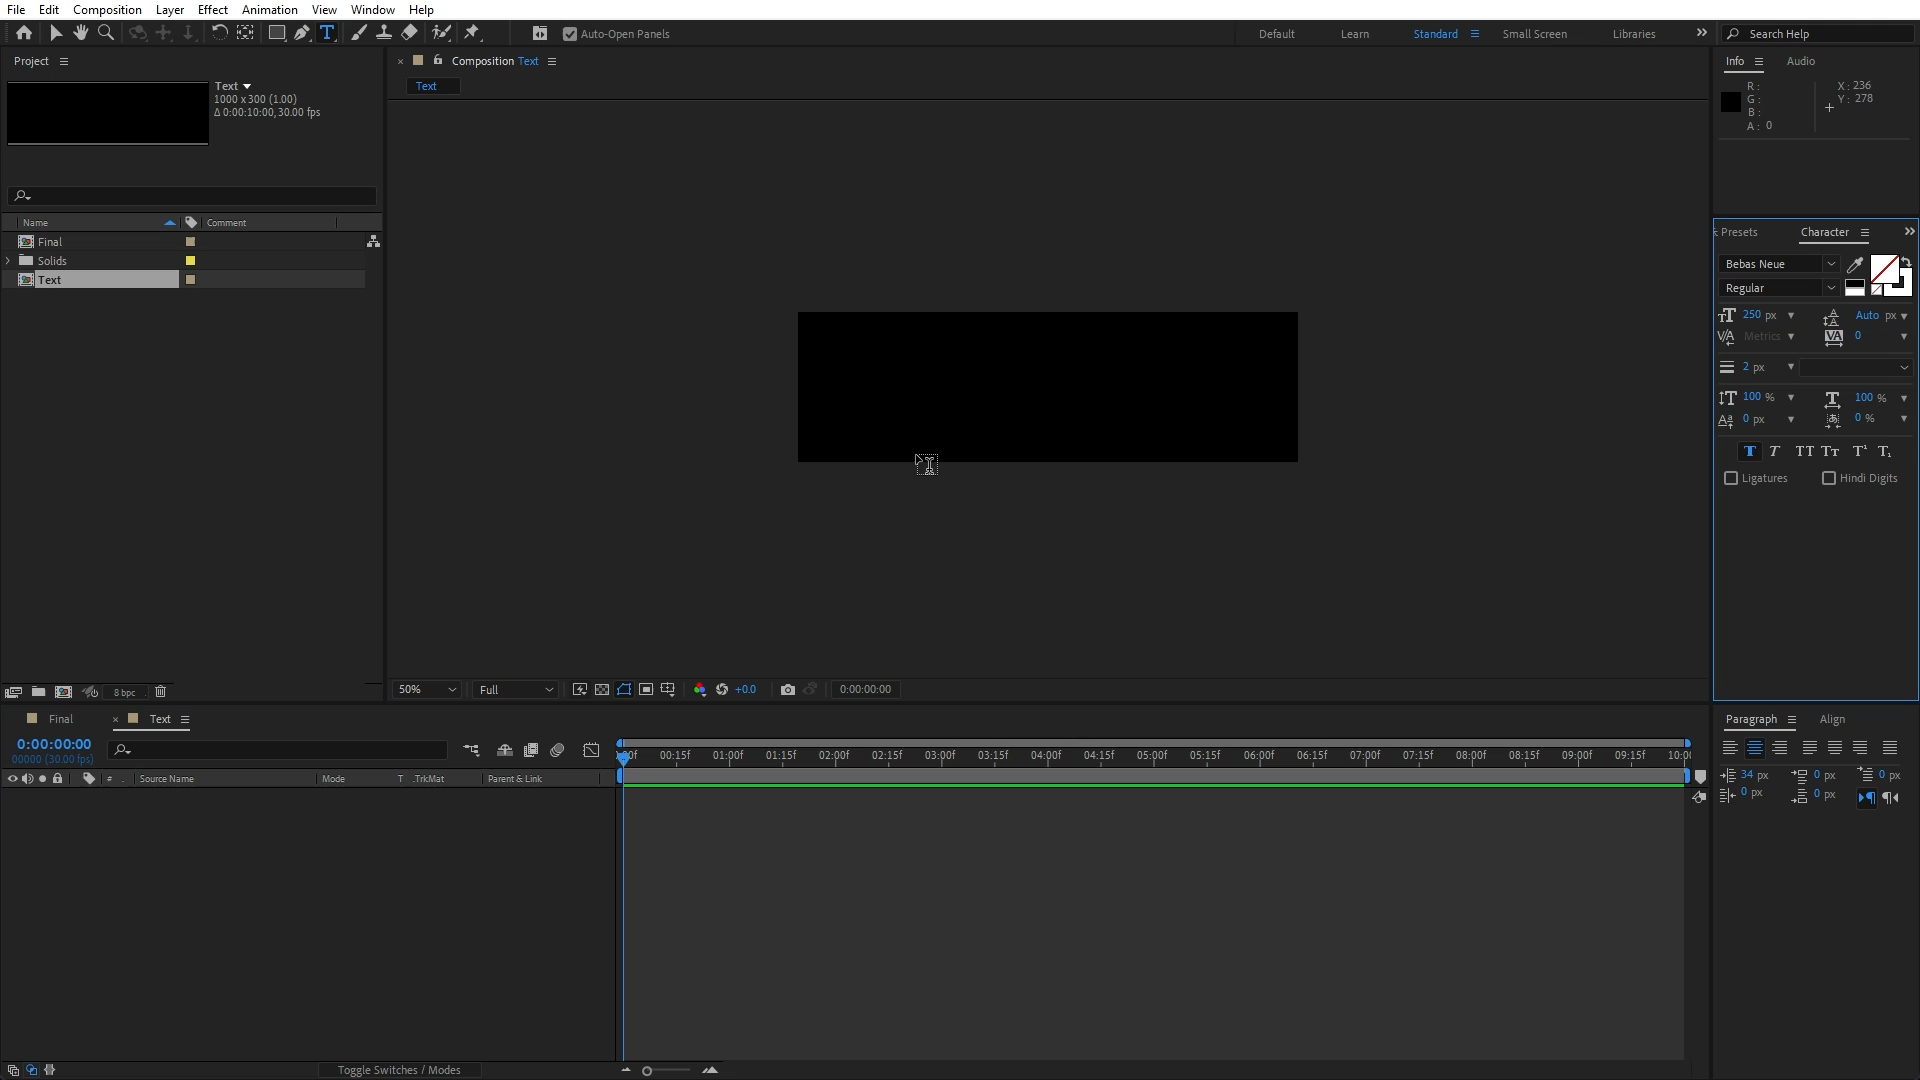 File Edit Composition Layer Effect Animation View Window Help
Auto-Open Panels
Default Learn Standard Small Screen Libraries
Search Help
Project
Text
1000 x 300 (1.00)
Δ 0:00:10:00, 30.00 fps
Name Comment
Final
Solids
Text
8 bpc
Composition Text
Text
50% Full +0.0 0:00:00:00
Info Audio
R: X: 236
G: Y: 278
B:
A: 0
Presets Character
Bebas Neue
Regular
250 px Auto px
Metrics 0
2 px
100 % 100 %
0 px 0 %
Ligatures Hindi Digits
Final Text
0:00:00:00
00000 (30.00 fps)
Source Name Mode T .TrkMat Parent & Link
00:15f 01:00f 01:15f 02:00f 02:15f 03:00f 03:15f 04:00f 04:15f 05:00f 05:15f 06:00f 06:15f 07:00f 07:15f 08:00f 08:15f 09:00f 09:15f
Paragraph Align
34 px 0 px 0 px
0 px 0 px
Toggle Switches / Modes